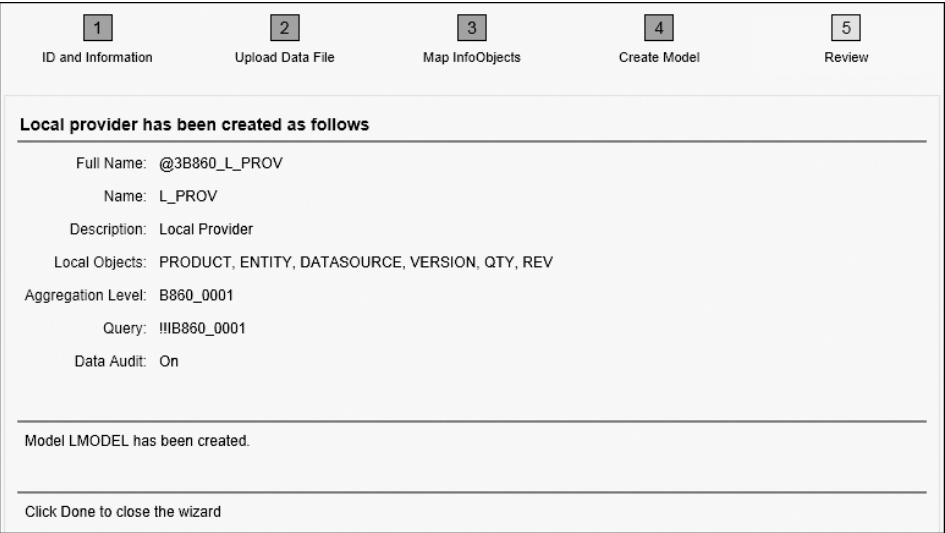 1 2 3 4 5
ID and Information Upload Data File Map InfoObjects Create Model Review
Local provider has been created as follows
Full Name: @3B860_L_PROV
Name: L_PROV
Description: Local Provider
Local Objects: PRODUCT, ENTITY, DATASOURCE, VERSION, QTY, REV
Aggregation Level: B860_0001
Query: !!IB860_0001
Data Audit: On
Model LMODEL has been created.
Click Done to close the wizard